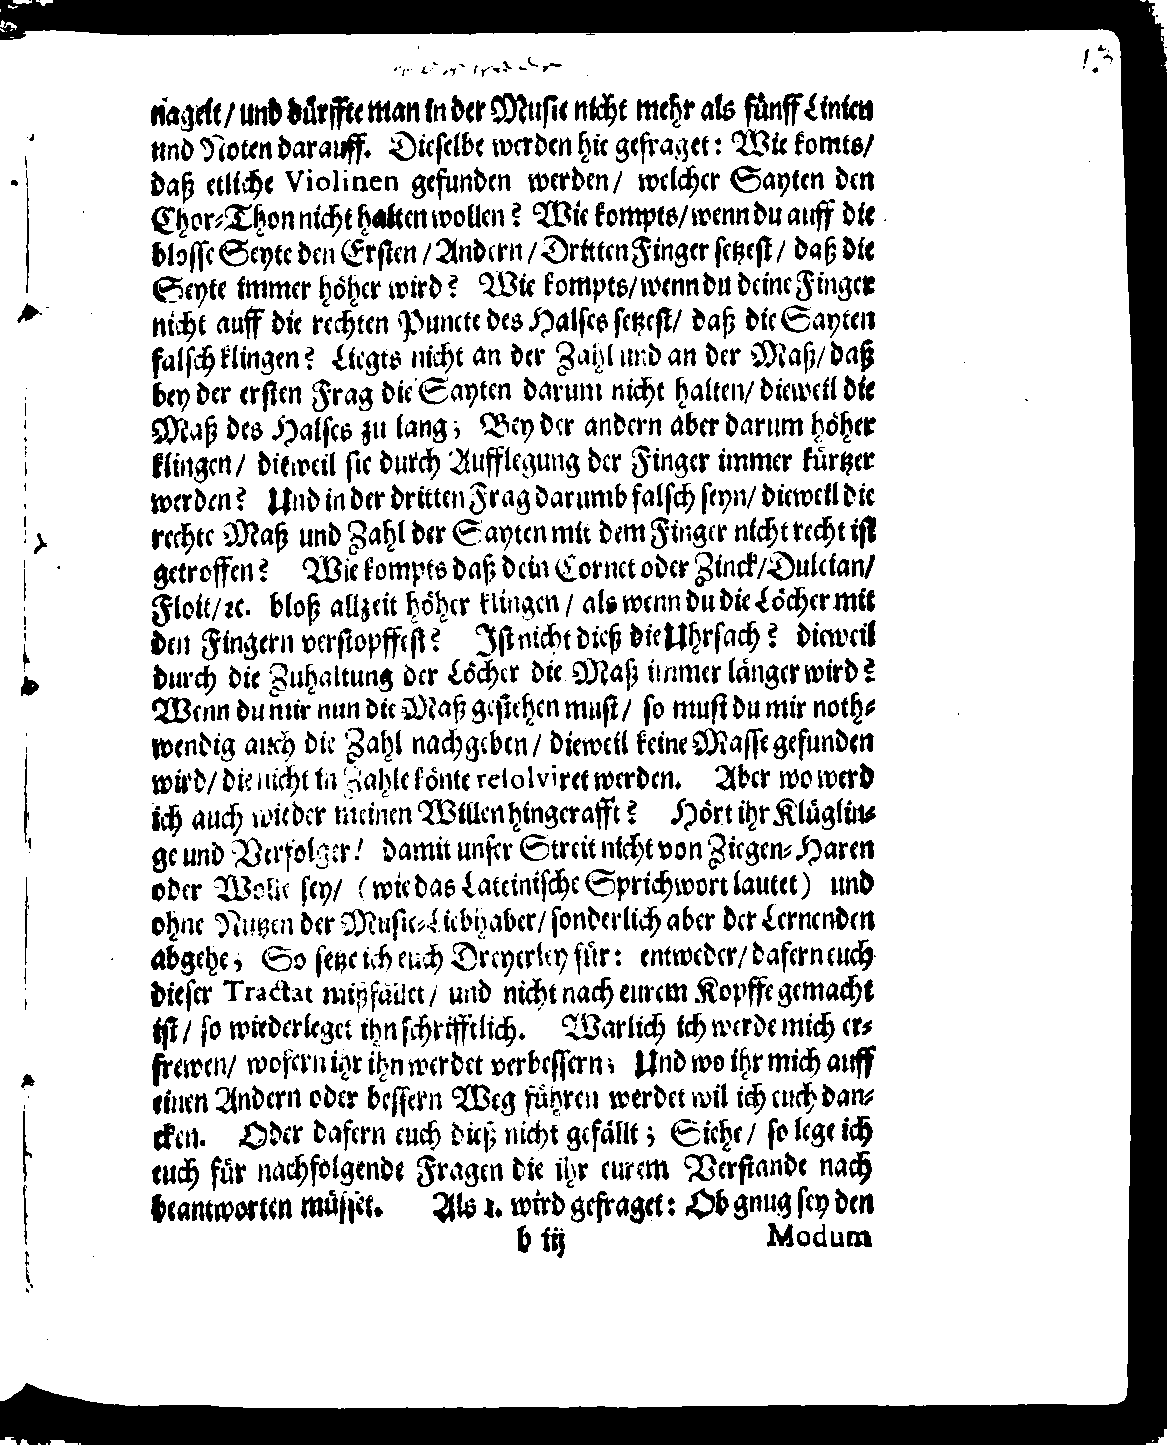 13
nagelt/ und dürffte man in der Music nicht mehr als fünff Linien
und Noten darauff. Dieselbe werden hie gefraget: Wie komts/
daß etliche Violinen gefunden werden/ welcher Sayten den
Chor-Thon nicht halten wollen? Wie kompts/ wenn du auff die
blosse Seyte den Ersten/ Andern/ Dritten Finger setzest/ daß die
Seyte immer höher wird? Wie kompts/ wenn du deine Finger
nicht auff die rechten Puncte des Halses setzest/ daß die Sayten
falsch klingen? Liegts nicht an der Zahl und an der Maß/ daß
bey der ersten Frag die Sayten darum nicht halten/ dieweil die
Maß des Halses zu lang; Bey der andern aber darum höher
klingen/ dieweil sie durch Aufflegung der Finger immer kürtzer
werden? Und in der dritten Frag darumb falsch seyn/ dieweil die
rechte Maß und Zahl der Sayten mit dem Finger nicht recht ist
getroffen? Wie kompts daß dein Cornet oder Zinck/ Dulcian/
Floit/ ꝛc. bloß allzeit höher klingen/ als wenn du die Löcher mit
den Fingern verstopffest? Ist nicht dieß die Uhrsach? dieweil
durch die Zuhaltung der Löcher die Maß immer länger wird?
Wenn du mir nun die Maß gestehen must/ so must du mir noth-
wendig auch die Zahl nachgeben/ dieweil keine Masse gefunden
wird/ die nicht in Zahle könte resolviret werden. Aber wo werd
ich auch wieder meinen Willen hingerafft? Hört ihr Klüglin-
ge und Verfolger! damit unser Streit nicht von Ziegen-Haren
oder Wolle sey/ (wie das Lateinische Sprichwort lautet) und
ohne Nutzen der Music-Liebhaber/ sonderlich aber der Lernenden
abgehe; So setze ich euch Dreyerley für: entweder/ dafern euch
dieser Tractat mißfället/ und nicht nach eurem Kopffe gemacht
ist/ so wiederleget ihn schrifftlich. Warlich ich werde mich er-
frewen/ wofern ihr ihn werdet verbessern; Und wo ihr mich auff
einen Andern oder bessern Weg führen werdet wil ich euch dan-
cken. Oder dafern euch dieß nicht gefällt; Siehe/ so lege ich
euch für nachfolgende Fragen die ihr eurem Verstande nach
beantworten müsset. Als 1. wird gefraget: Ob gnug sey den
b iij Modum